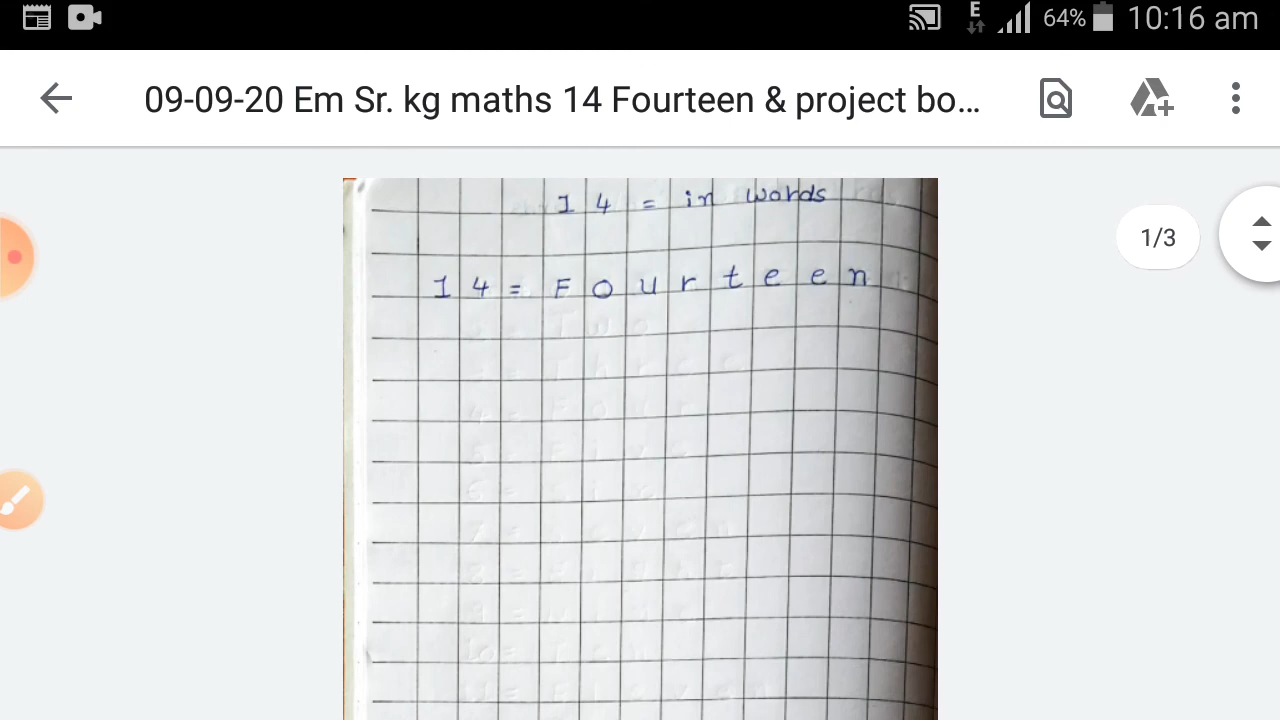 64% 10:16 am
09-09-20 Em Sr. kg maths 14 Fourteen & project bo...
1/3
14 = in words
14 = Fourteen